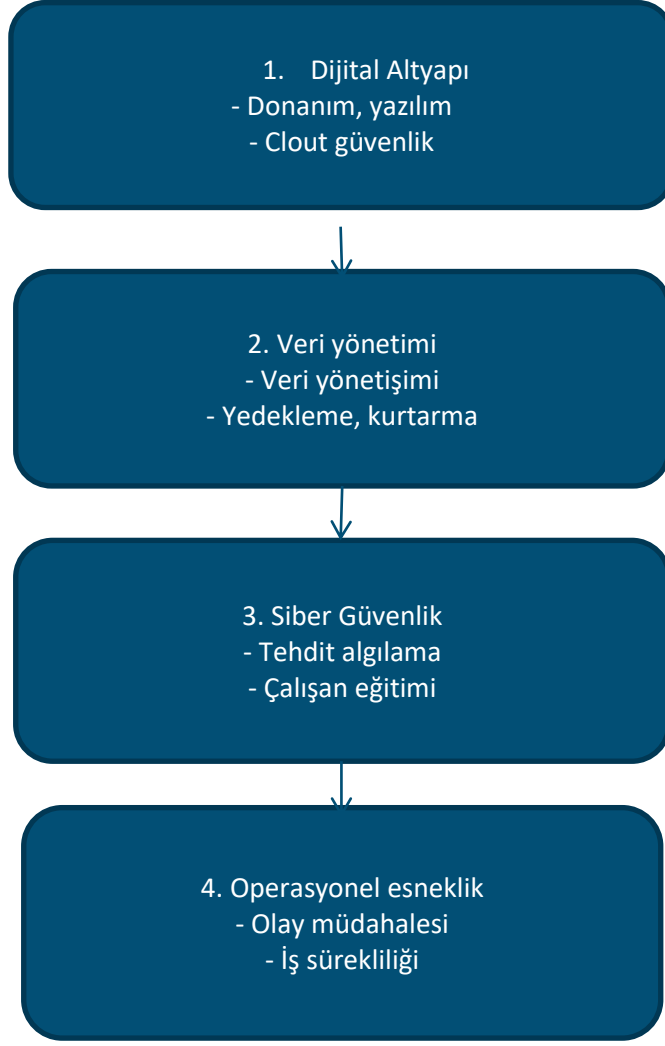 1. Dijital Altyapı
- Donanım, yazılım
- Clout güvenlik
2. Veri yönetimi
- Veri yönetişimi
- Yedekleme, kurtarma
3. Siber Güvenlik
- Tehdit algılama
- Çalışan eğitimi
4. Operasyonel esneklik
- Olay müdahalesi
- İş sürekliliği